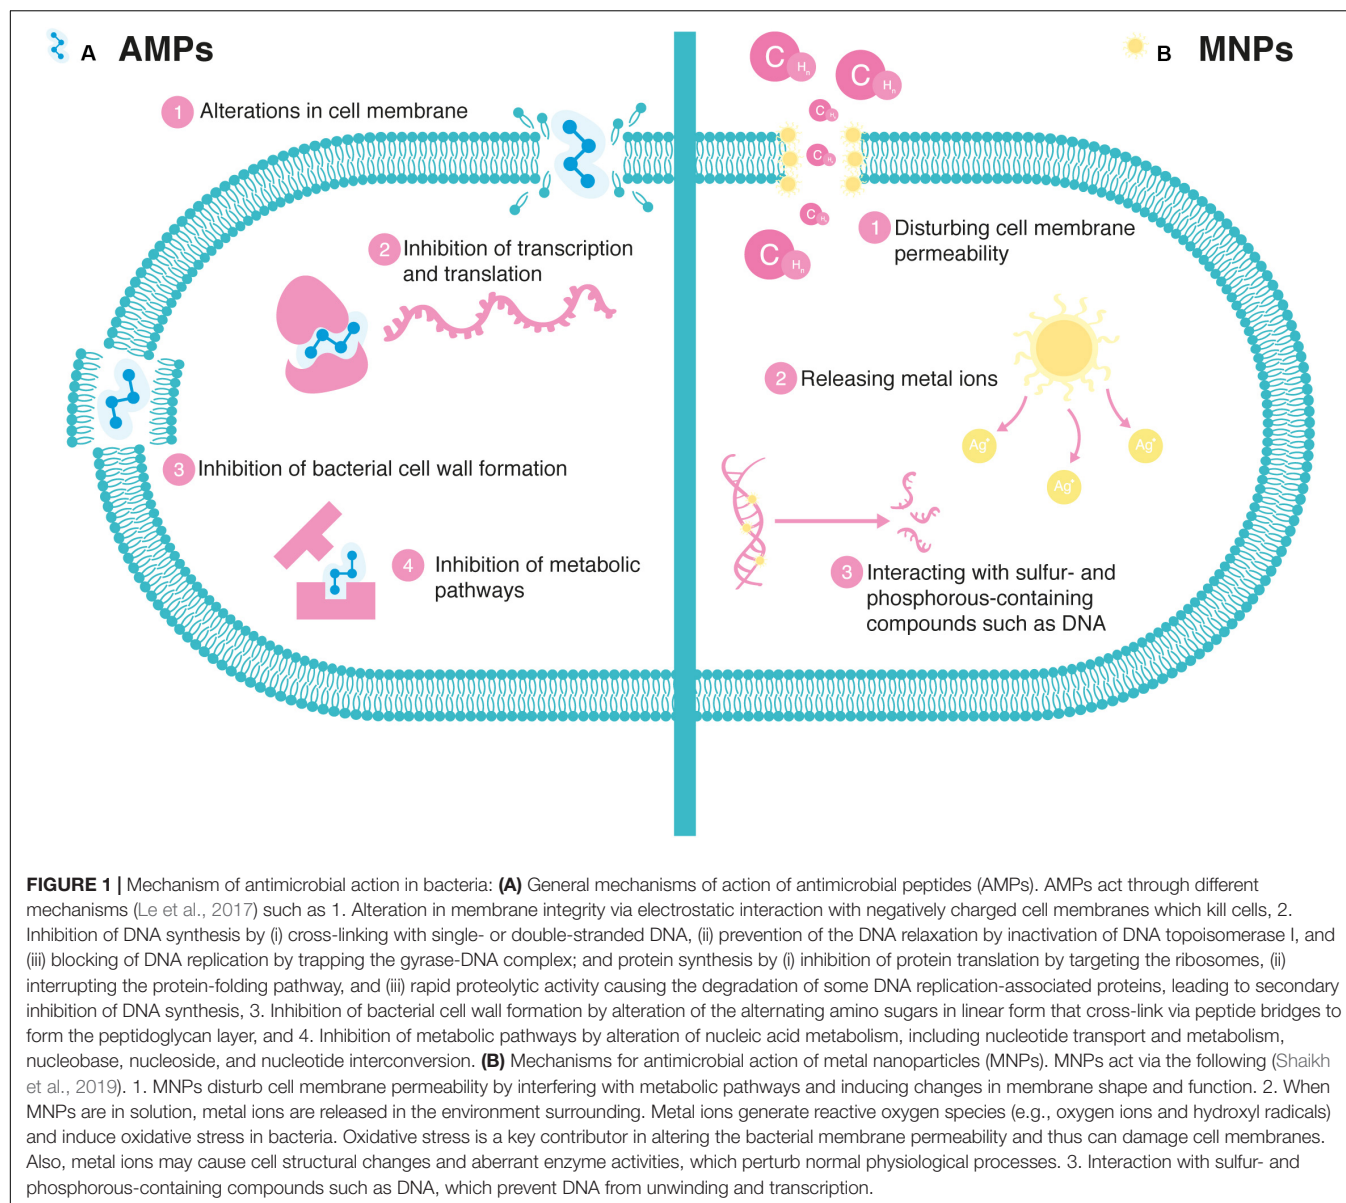 A AMPs
1 Alterations in cell membrane
2 Inhibition of transcription
and translation
3 Inhibition of bacterial cell wall formation
4 Inhibition of metabolic
pathways
B MNPs
C Hn
C Hn
C Hn
C Hn
C Hn
C Hn
1 Disturbing cell membrane
permeability
2 Releasing metal ions
Ag+
Ag+
Ag+
3 Interacting with sulfur- and
phosphorous-containing
compounds such as DNA
FIGURE 1 | Mechanism of antimicrobial action in bacteria: (A) General mechanisms of action of antimicrobial peptides (AMPs). AMPs act through different
mechanisms (Le et al., 2017) such as 1. Alteration in membrane integrity via electrostatic interaction with negatively charged cell membranes which kill cells, 2.
Inhibition of DNA synthesis by (i) cross-linking with single- or double-stranded DNA, (ii) prevention of the DNA relaxation by inactivation of DNA topoisomerase I, and
(iii) blocking of DNA replication by trapping the gyrase-DNA complex; and protein synthesis by (i) inhibition of protein translation by targeting the ribosomes, (ii)
interrupting the protein-folding pathway, and (iii) rapid proteolytic activity causing the degradation of some DNA replication-associated proteins, leading to secondary
inhibition of DNA synthesis, 3. Inhibition of bacterial cell wall formation by alteration of the alternating amino sugars in linear form that cross-link via peptide bridges to
form the peptidoglycan layer, and 4. Inhibition of metabolic pathways by alteration of nucleic acid metabolism, including nucleotide transport and metabolism,
nucleobase, nucleoside, and nucleotide interconversion. (B) Mechanisms for antimicrobial action of metal nanoparticles (MNPs). MNPs act via the following (Shaikh
et al., 2019). 1. MNPs disturb cell membrane permeability by interfering with metabolic pathways and inducing changes in membrane shape and function. 2. When
MNPs are in solution, metal ions are released in the environment surrounding. Metal ions generate reactive oxygen species (e.g., oxygen ions and hydroxyl radicals)
and induce oxidative stress in bacteria. Oxidative stress is a key contributor in altering the bacterial membrane permeability and thus can damage cell membranes.
Also, metal ions may cause cell structural changes and aberrant enzyme activities, which perturb normal physiological processes. 3. Interaction with sulfur- and
phosphorous-containing compounds such as DNA, which prevent DNA from unwinding and transcription.